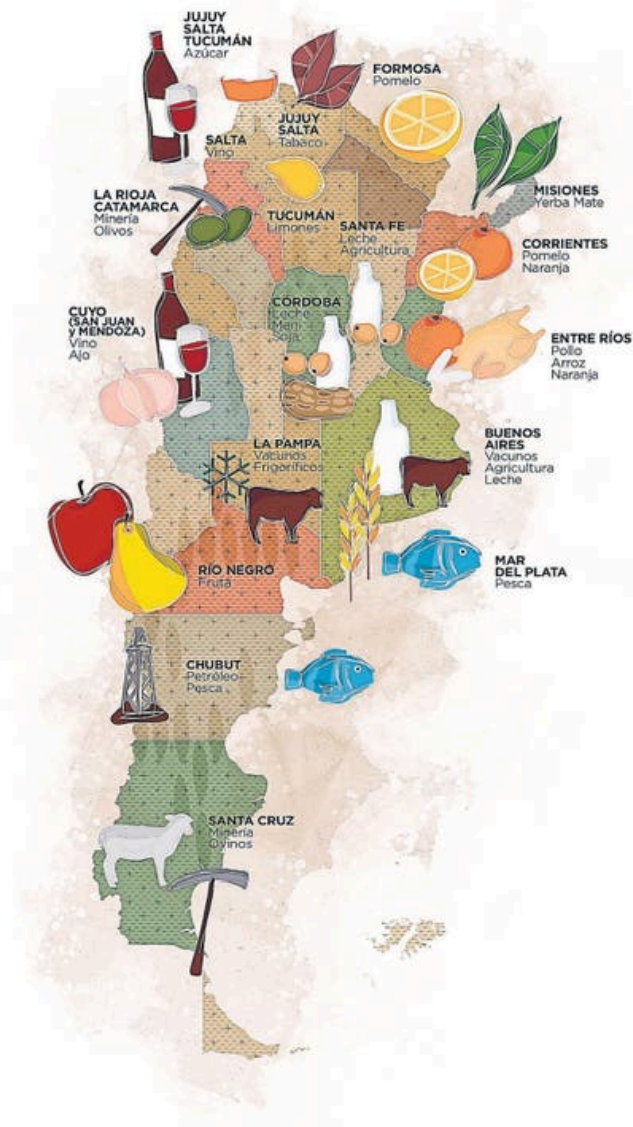 JUJUY
SALTA
TUCUMÁN
Azúcar
FORMOSA
Pomelo
JUJUY
SALTA
Tabaco
SALTA
Vino
MISIONES
Yerba Mate
LA RIOJA
CATAMARCA
Minería
Olivos
TUCUMÁN
Limones
SANTA FE
Leche
Agricultura
CORRIENTES
Pomelo
Naranja
CUYO
(SAN JUAN
y MENDOZA)
Vino
Ajo
CÓRDOBA
Leche
Maní
Soja
ENTRE RÍOS
Pollo
Arroz
Naranja
LA PAMPA
Vacunos
Frigoríficos
BUENOS
AIRES
Vacunos
Agricultura
Leche
RÍO NEGRO
Fruta
MAR
DEL PLATA
Pesca
CHUBUT
Petróleo
Pesca
SANTA CRUZ
Minería
Ovinos